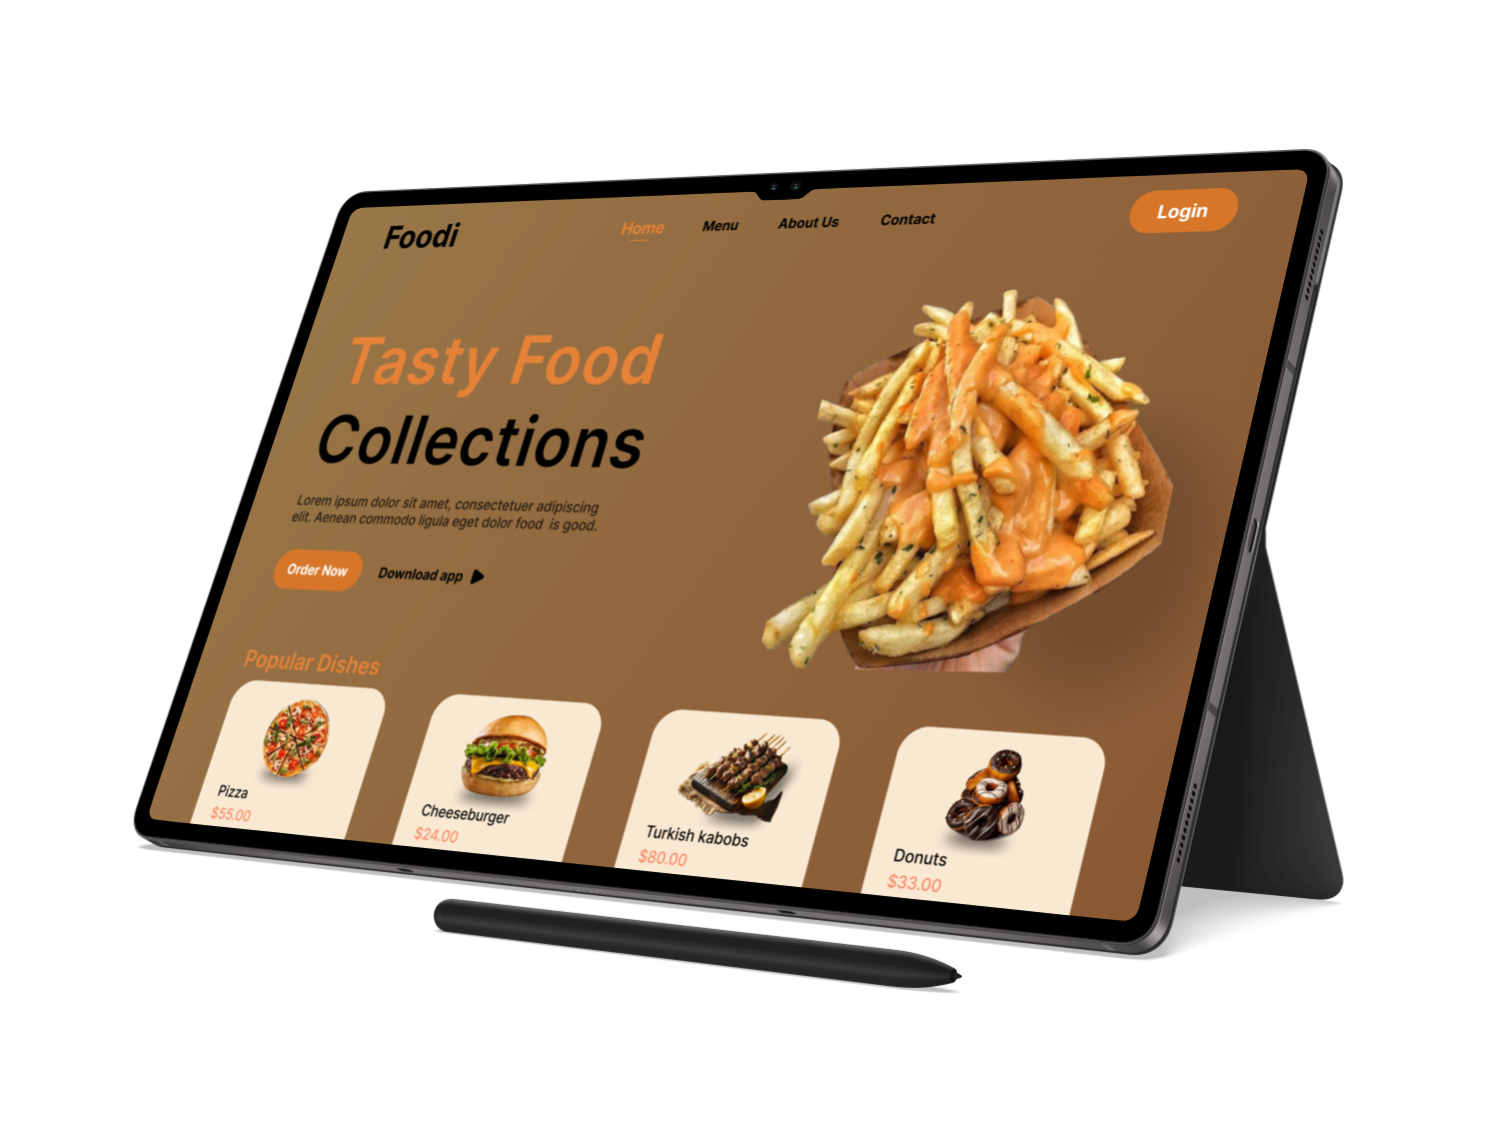 Foodi
Home Menu About Us Contact
Login
Tasty Food
Collections
Lorem ipsum dolor sit amet, consectetuer adipiscing
elit. Aenean commodo ligula eget dolor food is good.
Order Now
Download app
Popular Dishes
Pizza
$55.00
Cheeseburger
$24.00
Turkish kabobs
$80.00
Donuts
$33.00